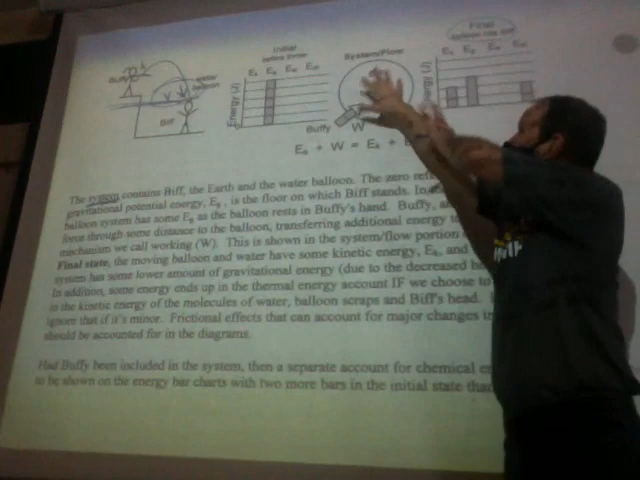 Initial
before throw
System/Flow
Final
Ek Eg Eel
Energy (J)
Buffy
water
balloon
Biff
Buffy
W
Energy (J)
Eg + W = Ek +
The system contains Biff, the Earth and the water balloon. The zero
gravitational potential energy, Eg, is the floor on which Biff stands. In
balloon system has some Eg as the balloon rests in Buffy's hand. Buffy,
force through some distance to the balloon, transferring additional energy
mechanism we call working (W). This is shown in the system/flow portion
Final state, the moving balloon and water have some kinetic energy, Ek, and
system has some lower amount of gravitational energy (due to the decreased
In addition, some energy ends up in the thermal energy account IF we choose to
to the kinetic energy of the molecules of water, balloon scraps and Biff's head.
ignore that if it's minor. Frictional effects that can account for major changes
should be accounted for in the diagrams.
Had Buffy been included in the system, then a separate account for chemical
to be shown on the energy bar charts with two more bars in the initial state than